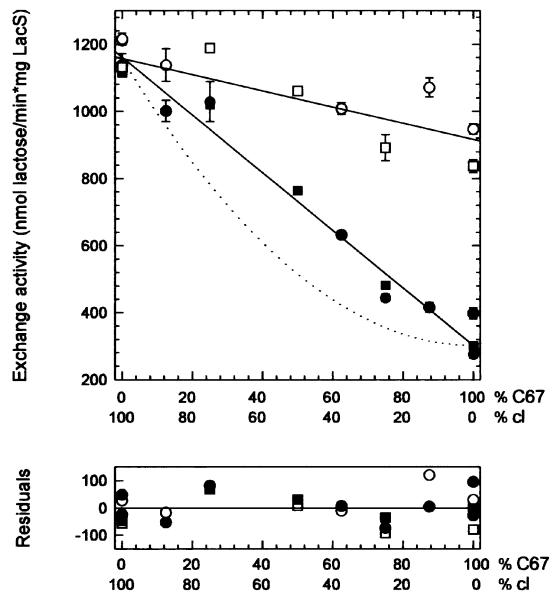 Exchange activity (nmol lactose/min*mg LacS)
1200
1000
800
600
400
200
0 20 40 60 80 100 % C67
100 80 60 40 20 0 % cl
Residuals
100
0
-100
0 20 40 60 80 100 % C67
100 80 60 40 20 0 % cl